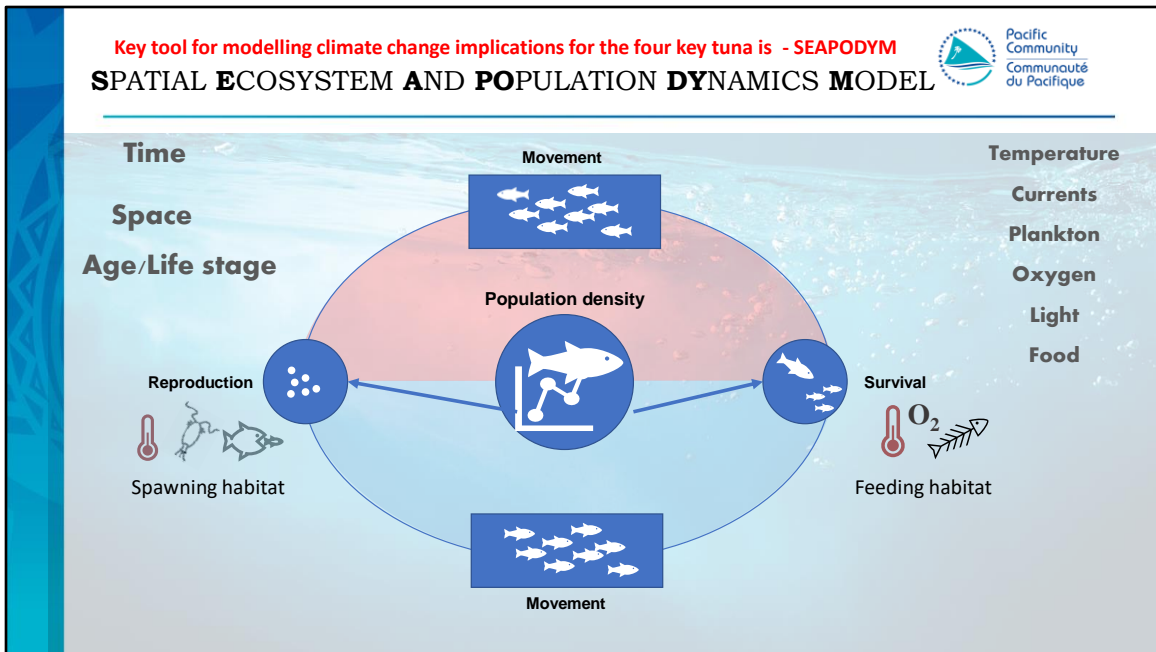 Key tool for modelling climate change implications for the four key tuna is - SEAPODYM
SPATIAL ECOSYSTEM AND POPULATION DYNAMICS MODEL
Pacific
Community
Communauté
du Pacifique
Time
Space
Age/Life stage
Movement
Temperature
Currents
Plankton
Oxygen
Light
Food
Population density
Reproduction
Spawning habitat
Survival
O₂
Feeding habitat
Movement